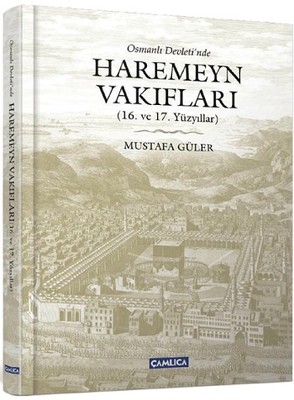 Osmanlı Devleti'nde
HAREMEYN
VAKIFLARI
(16. ve 17. Yüzyıllar)
MUSTAFA GÜLER
ÇAMLICA
Osmanlı Devleti'nde
HAREMEYN VAKIFLARI (16. ve 17. Yüzyıllar)
ÇAMLICA